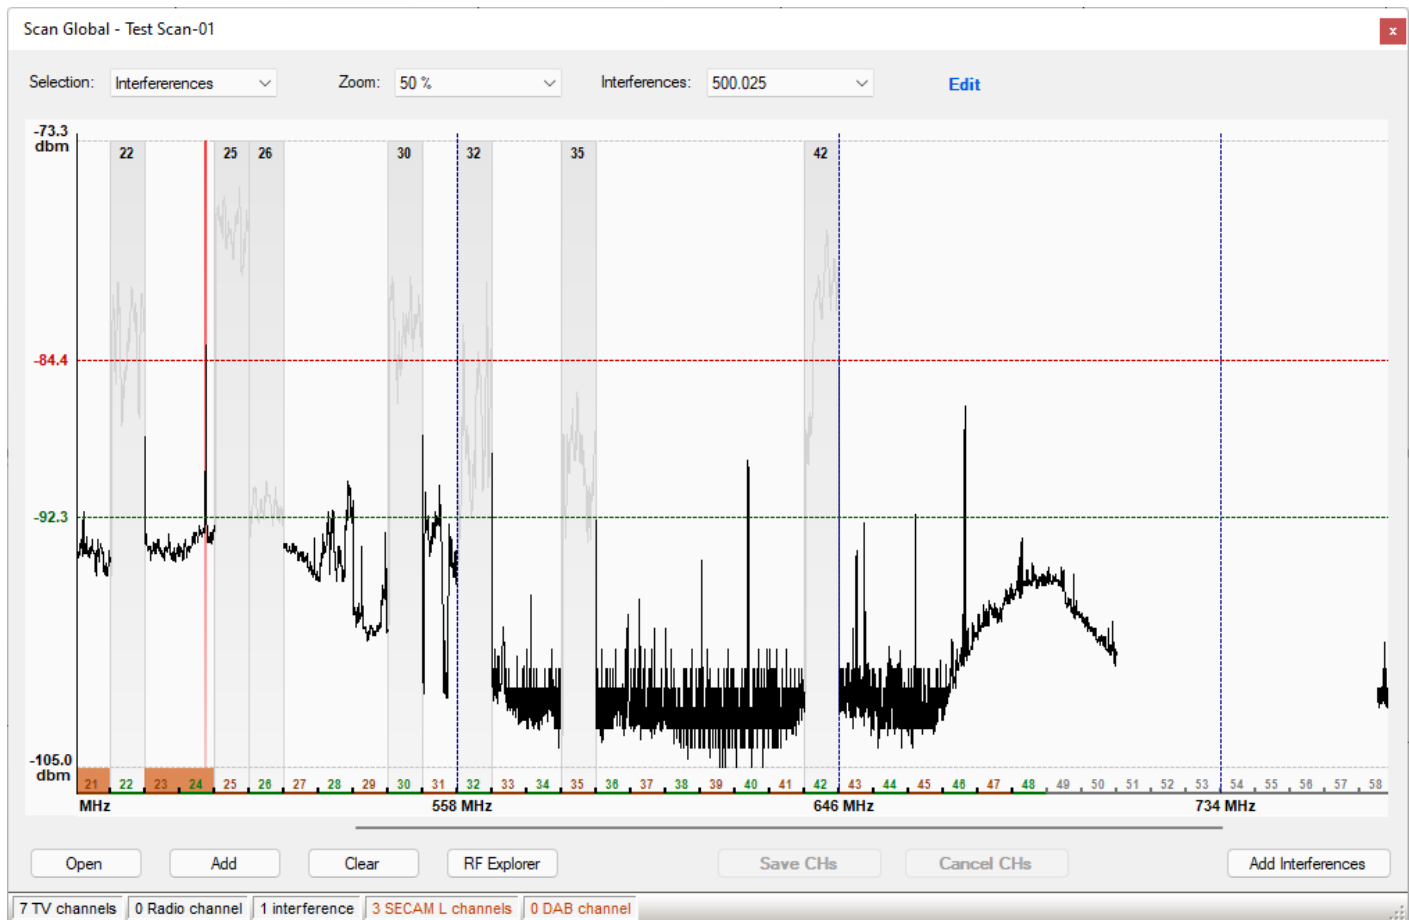 Scan Global - Test Scan-01
x
Selection: Interfererences Zoom: 50 % Interferences: 500.025 Edit
-73.3
dbm
22 25 26 30 32 35 42
-84.4
-92.3
-105.0
dbm
21 22 23 24 25 26 27 28 29 30 31 32 33 34 35 36 37 38 39 40 41 42 43 44 45 46 47 48 49 50 51 52 53 54 55 56 57 58
MHz 558 MHz 646 MHz 734 MHz
Open Add Clear RF Explorer Save CHs Cancel CHs Add Interferences
7 TV channels 0 Radio channel 1 interference 3 SECAM L channels 0 DAB channel